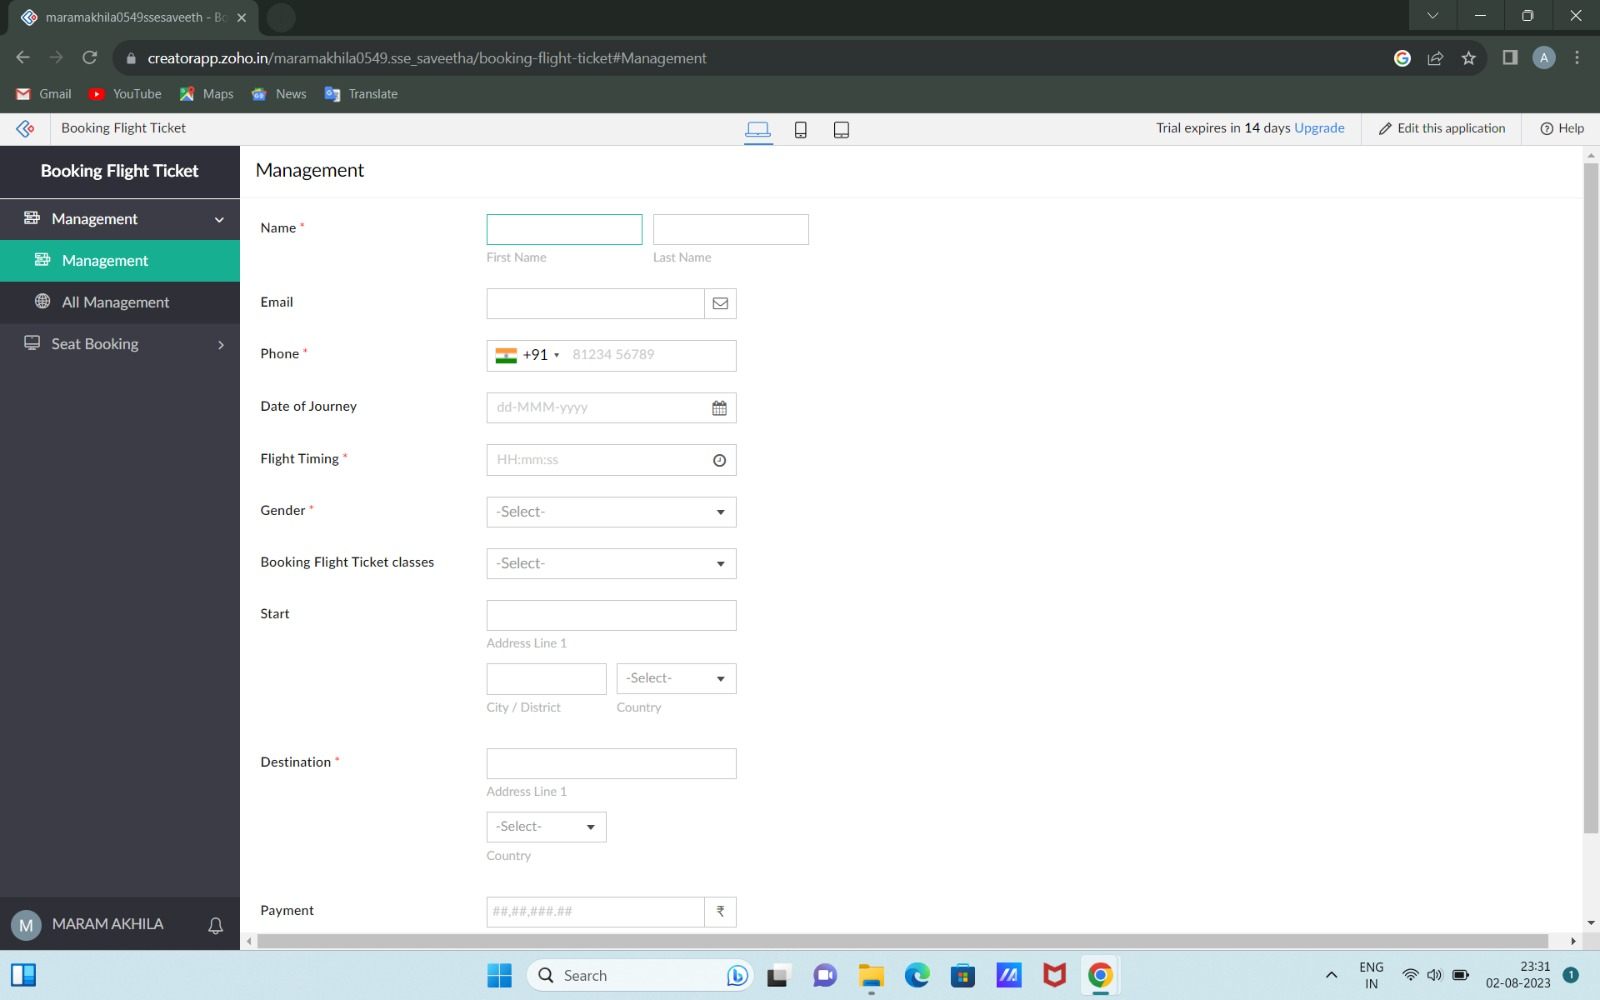 maramakhila0549ssesaveeth - Bo
creatorapp.zoho.in/maramakhila0549.sse_saveetha/booking-flight-ticket#Management
Gmail YouTube Maps News Translate
Booking Flight Ticket
Trial expires in 14 days Upgrade
Edit this application
Help
Booking Flight Ticket
Management
Management
All Management
Seat Booking
MARAM AKHILA
M
A
Management
Name *
First Name
Last Name
Email
Phone *
+91 81234 56789
Date of Journey
dd-MMM-yyyy
Flight Timing *
HH:mm:ss
Gender *
-Select-
Booking Flight Ticket classes
-Select-
Start
Address Line 1
-Select-
City / District
Country
Destination *
Address Line 1
-Select-
Country
Payment
##,##,###.## ₹
Search
ENG
IN
23:31
02-08-2023
1